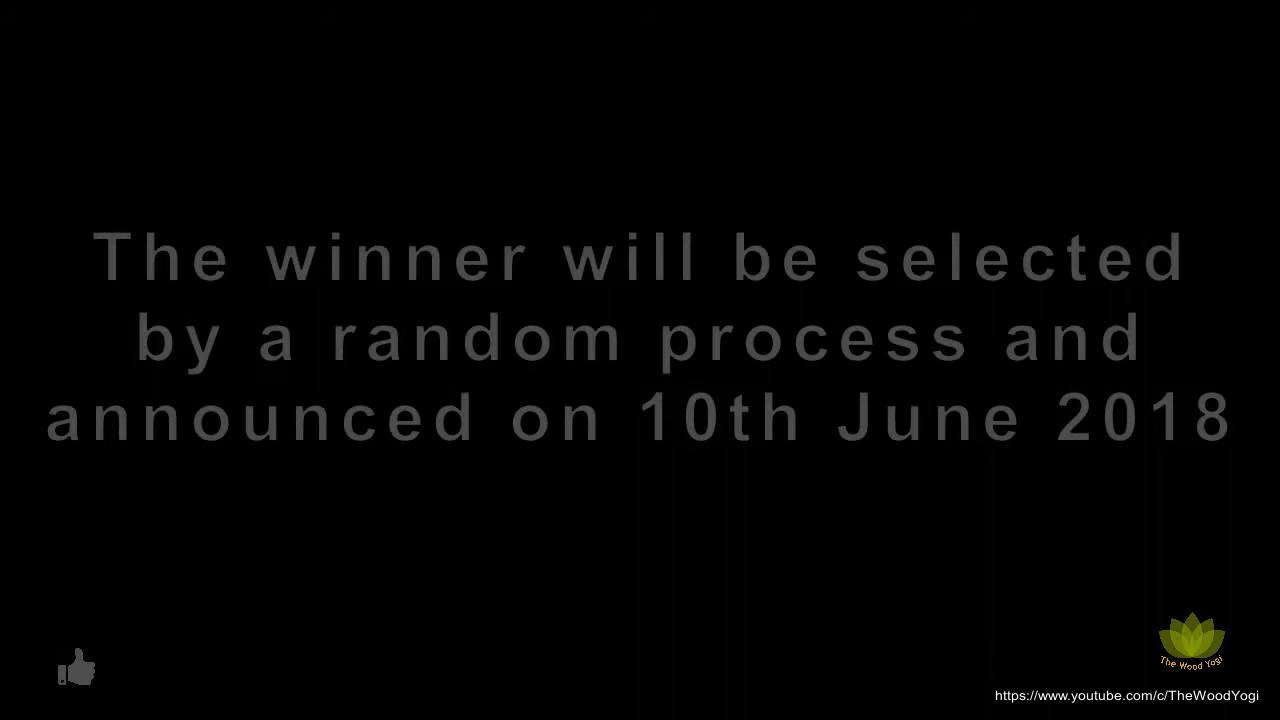 The winner will be selected
by a random process and
announced on 10th June 2018
The Wood Yogi
https://www.youtube.com/c/TheWoodYogi